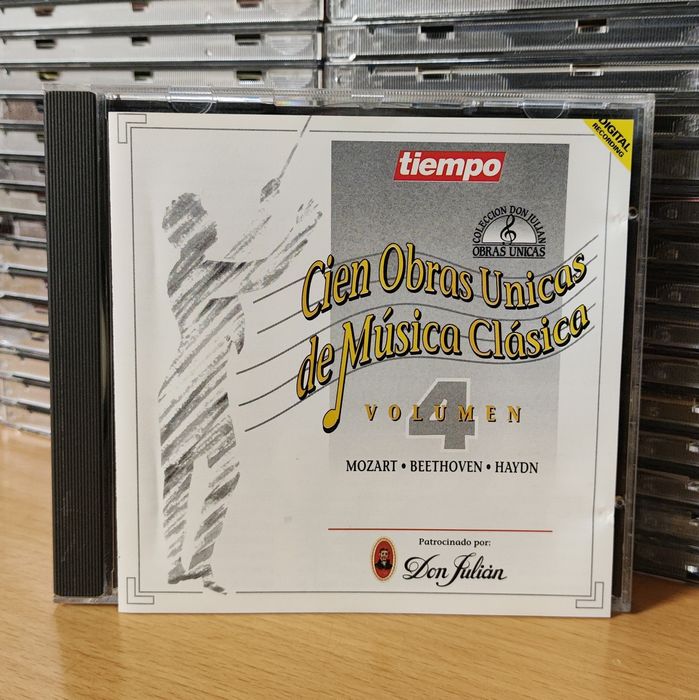 DIGITAL
RECORDING
tiempo
COLECCION DON JULIAN
OBRAS UNICAS
Cien Obras Unicas
de Música Clásica
VOLUMEN
4
MOZART • BEETHOVEN • HAYDN
Patrocinado por:
Don Julián